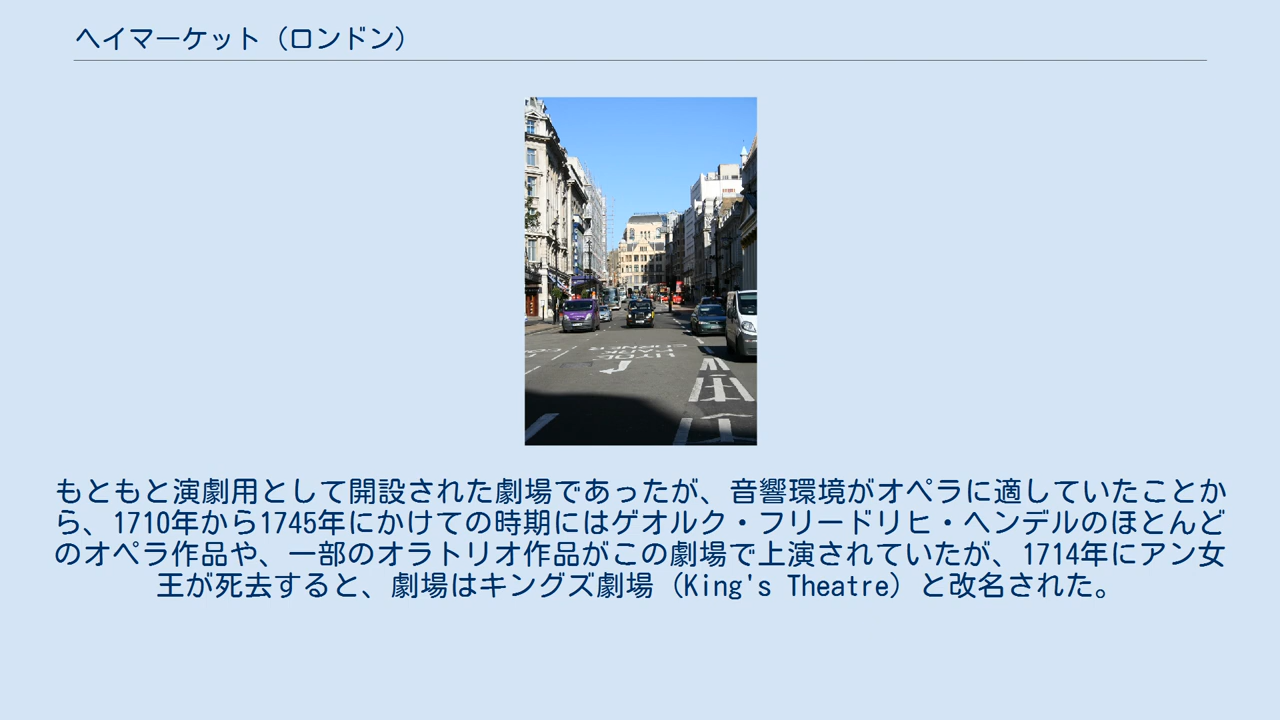 ヘイマーケット（ロンドン）
HYDE
PARK
CORNER
もともと演劇用として開設された劇場であったが、音響環境がオペラに適していたことか
ら、1710年から1745年にかけての時期にはゲオルク・フリードリヒ・ヘンデルのほとんど
のオペラ作品や、一部のオラトリオ作品がこの劇場で上演されていたが、1714年にアン女
王が死去すると、劇場はキングズ劇場（King's Theatre）と改名された。